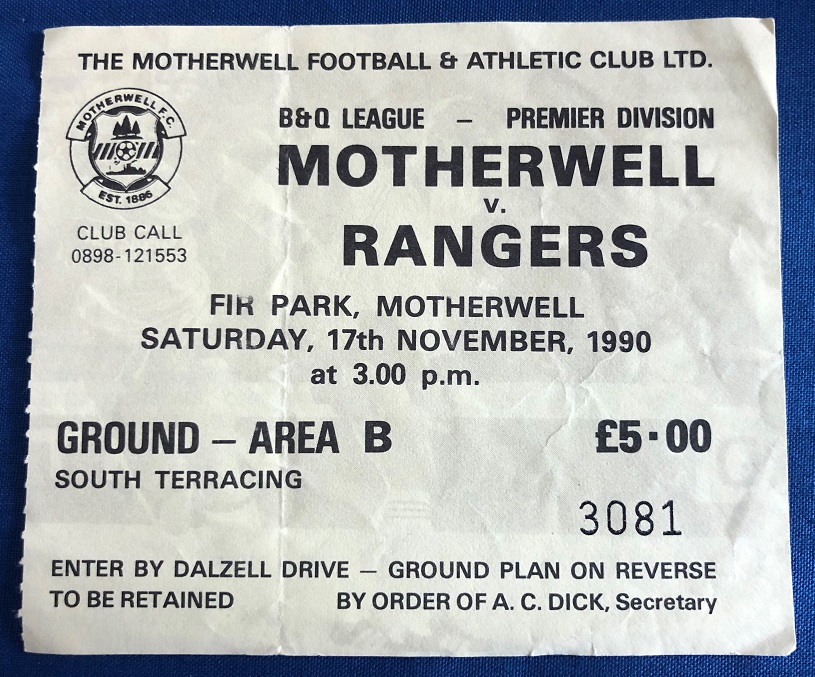 THE MOTHERWELL FOOTBALL & ATHLETIC CLUB LTD.
MOTHERWELL F.C.
EST. 1886
CLUB CALL
0898-121553
B&Q LEAGUE – PREMIER DIVISION
MOTHERWELL
v.
RANGERS
FIR PARK, MOTHERWELL
SATURDAY, 17th NOVEMBER, 1990
at 3.00 p.m.
GROUND – AREA B £5·00
SOUTH TERRACING
3081
ENTER BY DALZELL DRIVE – GROUND PLAN ON REVERSE
TO BE RETAINED BY ORDER OF A. C. DICK, Secretary